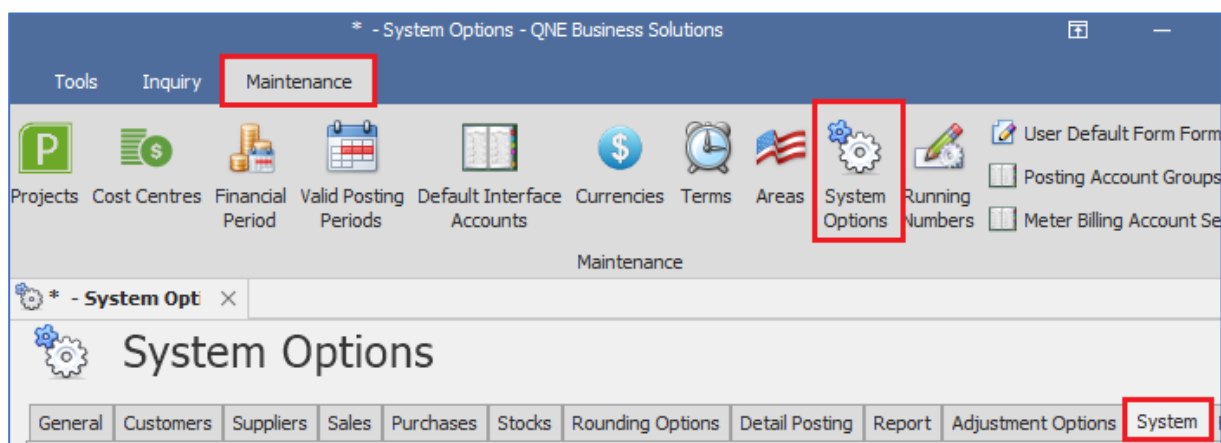 * - System Options - QNE Business Solutions
Tools Inquiry Maintenance
P
Projects Cost Centres Financial Period Valid Posting Periods Default Interface Accounts Currencies Terms Areas System Options Running Numbers
User Default Form Form
Posting Account Groups
Meter Billing Account Se
Maintenance
* - System Opti
System Options
General Customers Suppliers Sales Purchases Stocks Rounding Options Detail Posting Report Adjustment Options System